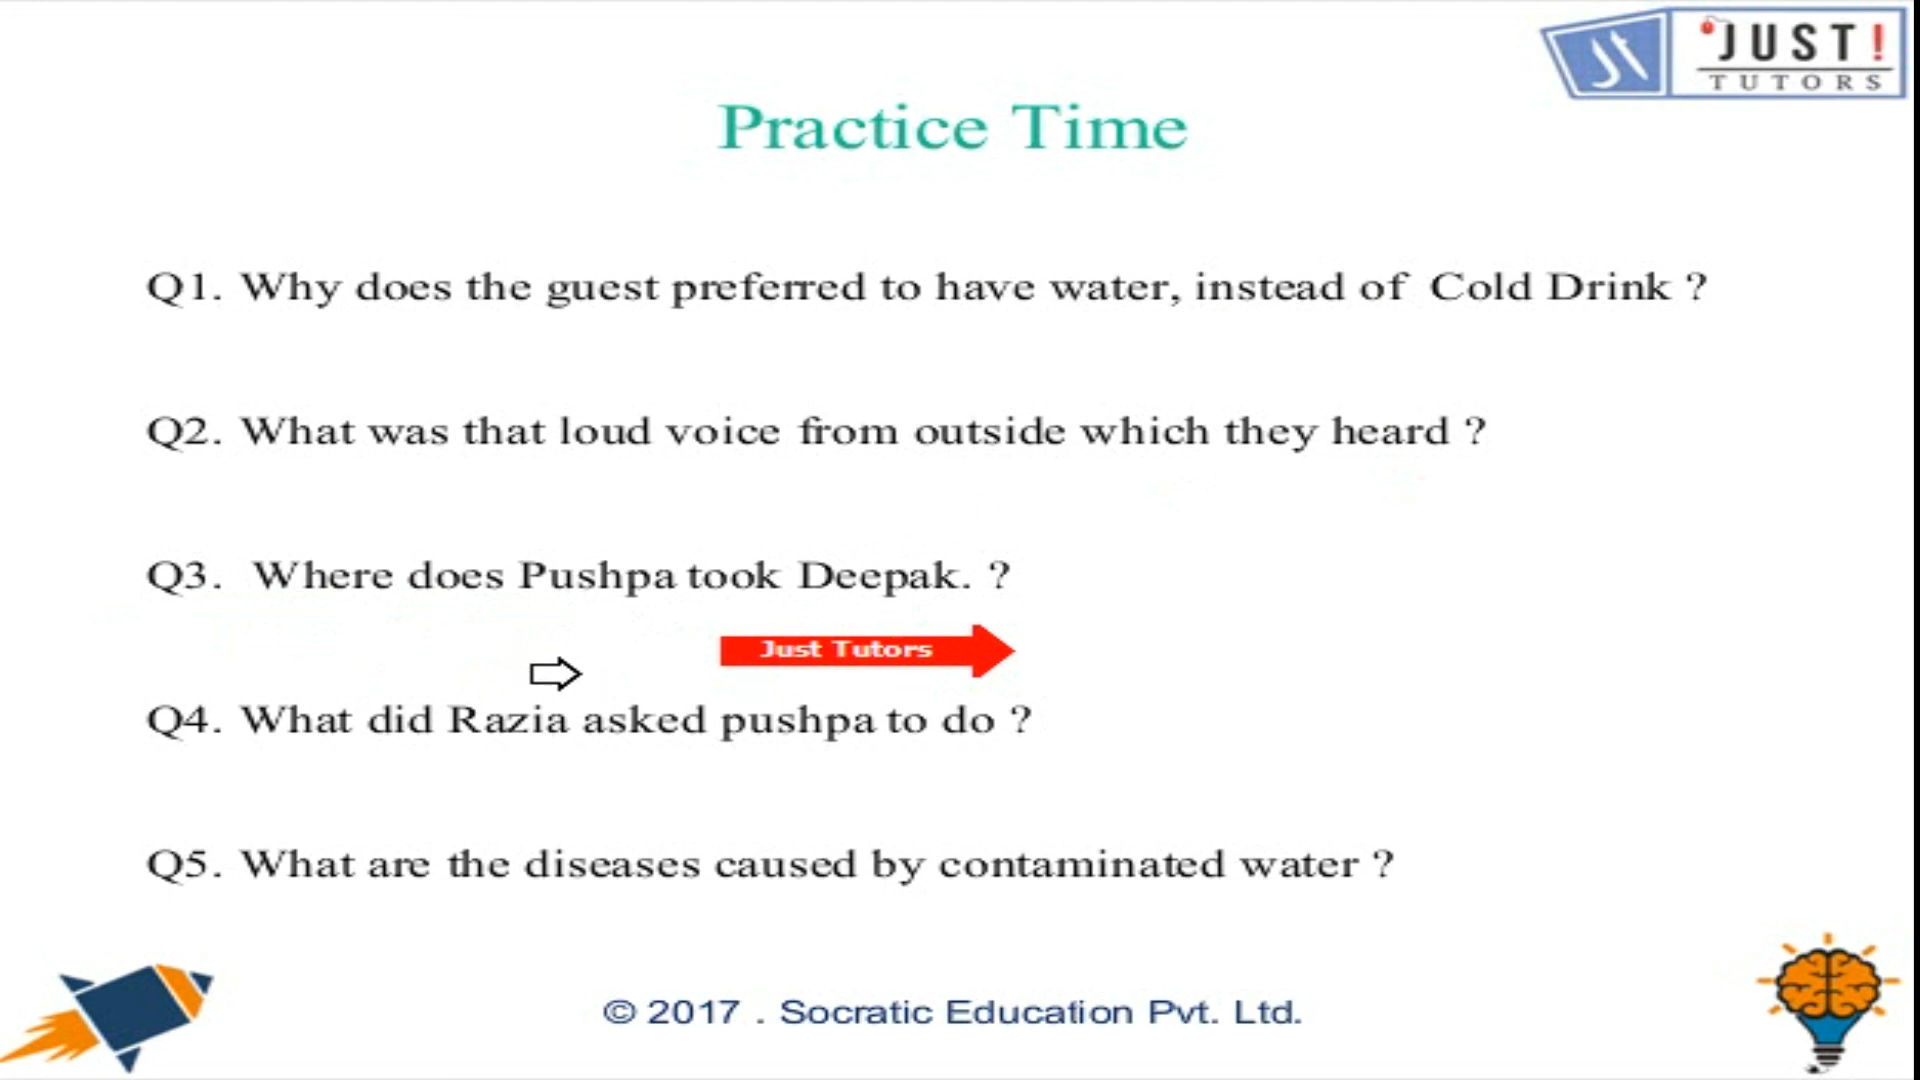 JUST!
TUTORS
Practice Time
Q1. Why does the guest preferred to have water, instead of Cold Drink ?
Q2. What was that loud voice from outside which they heard ?
Q3. Where does Pushpa took Deepak. ?
Just Tutors
Q4. What did Razia asked pushpa to do ?
Q5. What are the diseases caused by contaminated water ?
© 2017 . Socratic Education Pvt. Ltd.